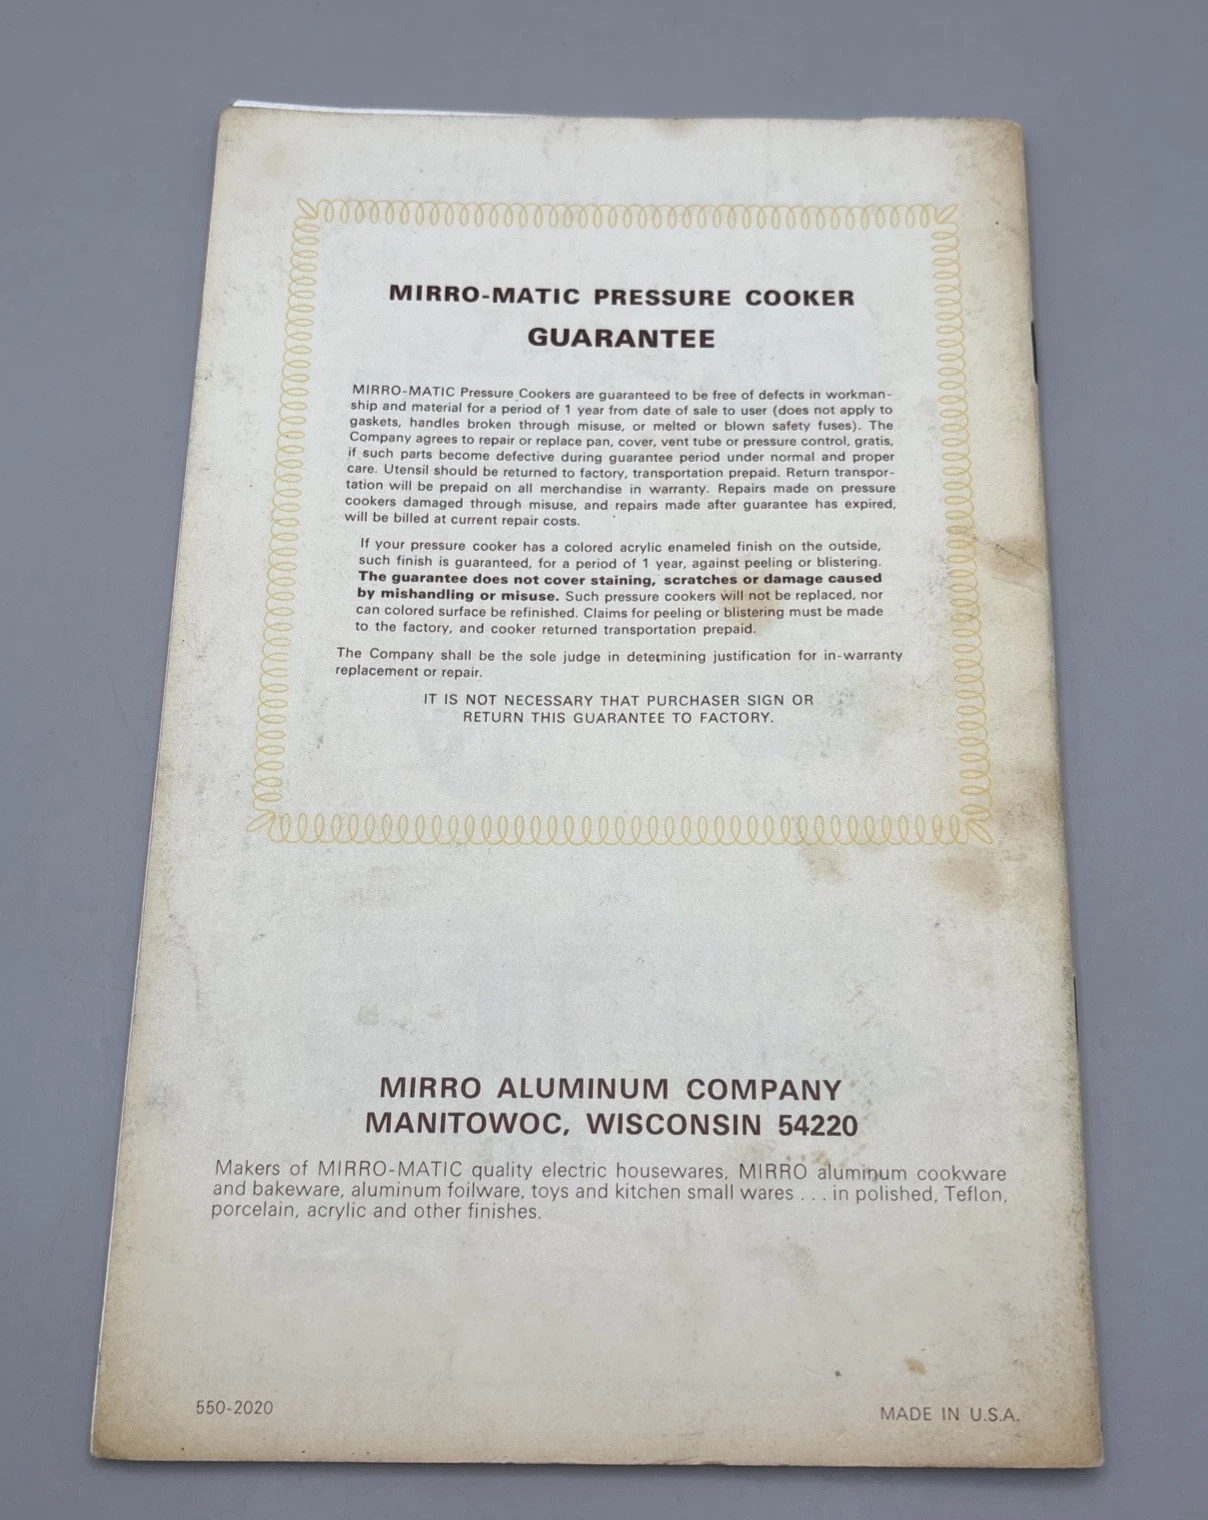 MIRRO-MATIC PRESSURE COOKER
GUARANTEE
MIRRO-MATIC Pressure Cookers are guaranteed to be free of defects in workman-
ship and material for a period of 1 year from date of sale to user (does not apply to
gaskets, handles broken through misuse, or melted or blown safety fuses). The
Company agrees to repair or replace pan, cover, vent tube or pressure control, gratis,
if such parts become defective during guarantee period under normal and proper
care. Utensil should be returned to factory, transportation prepaid. Return transpor-
tation will be prepaid on all merchandise in warranty. Repairs made on pressure
cookers damaged through misuse, and repairs made after guarantee has expired,
will be billed at current repair costs.
If your pressure cooker has a colored acrylic enameled finish on the outside,
such finish is guaranteed, for a period of 1 year, against peeling or blistering.
The guarantee does not cover staining, scratches or damage caused
by mishandling or misuse. Such pressure cookers will not be replaced, nor
can colored surface be refinished. Claims for peeling or blistering must be made
to the factory, and cooker returned transportation prepaid.
The Company shall be the sole judge in determining justification for in-warranty
replacement or repair.
IT IS NOT NECESSARY THAT PURCHASER SIGN OR
RETURN THIS GUARANTEE TO FACTORY.
MIRRO ALUMINUM COMPANY
MANITOWOC, WISCONSIN 54220
Makers of MIRRO-MATIC quality electric housewares, MIRRO aluminum cookware
and bakeware, aluminum foilware, toys and kitchen small wares . . . in polished, Teflon,
porcelain, acrylic and other finishes.
550-2020
MADE IN U.S.A.